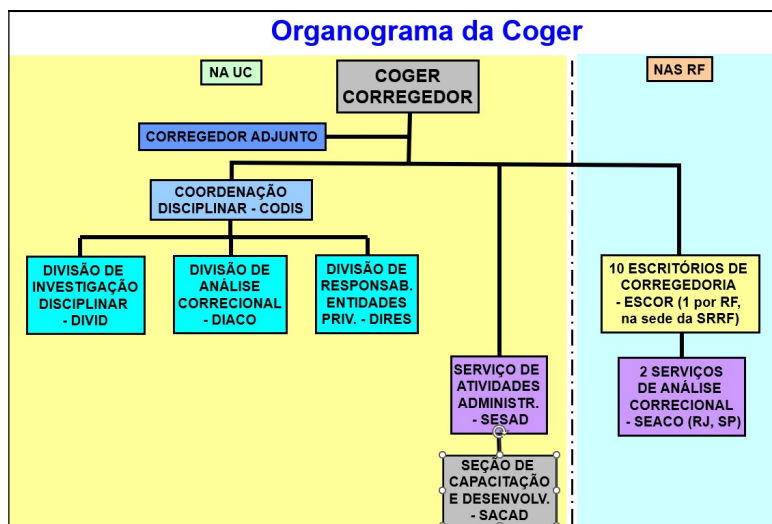 Organograma da Coger
NA UC
COGER
CORREGEDOR
NAS RF
CORREGEDOR ADJUNTO
COORDENAÇÃO
DISCIPLINAR - CODIS
DIVISÃO DE
INVESTIGAÇÃO
DISCIPLINAR
- DIVID
DIVISÃO DE
ANÁLISE
CORRECIONAL
- DIACO
DIVISÃO DE
RESPONSAB.
ENTIDADES
PRIV. - DIRES
10 ESCRITÓRIOS DE
CORREGEDORIA
- ESCOR (1 por RF,
na sede da SRRF)
SERVIÇO DE
ATIVIDADES
ADMINISTR.
- SESAD
2 SERVIÇOS
DE ANÁLISE
CORRECIONAL
- SEACO (RJ, SP)
SEÇÃO DE
CAPACITAÇÃO
E DESENVOLV.
- SACAD